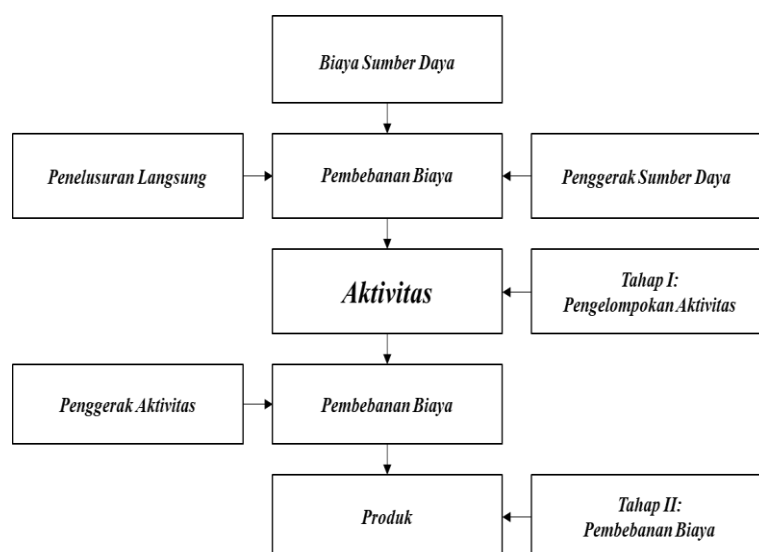 Biaya Sumber Daya
Penelusuran Langsung
Pembebanan Biaya
Penggerak Sumber Daya
Aktivitas
Tahap I:
Pengelompokan Aktivitas
Penggerak Aktivitas
Pembebanan Biaya
Produk
Tahap II:
Pembebanan Biaya